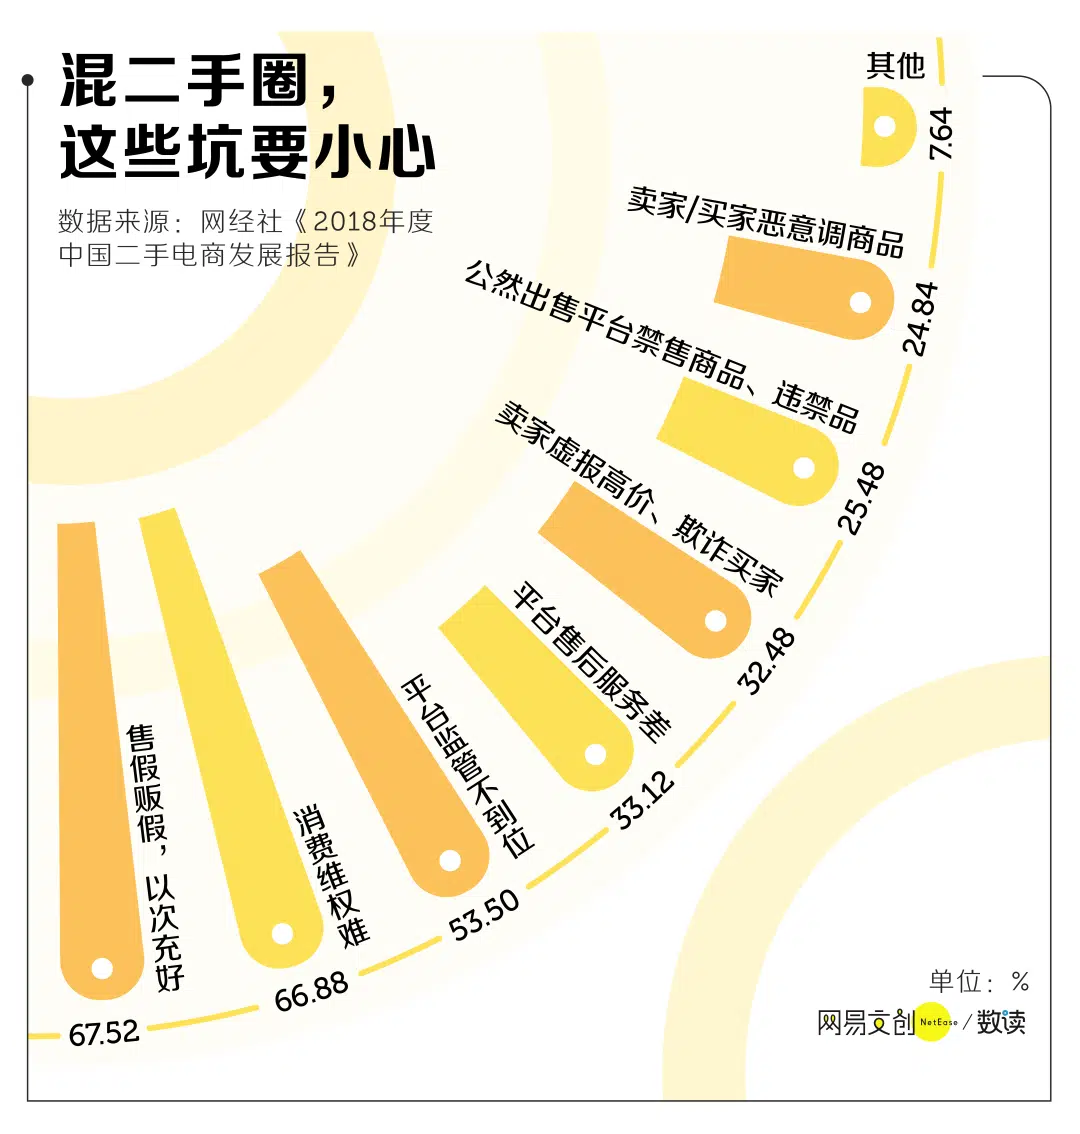 混二手圈，
这些坑要小心
数据来源：网经社《2018年度
中国二手电商发展报告》
其他
7.64
卖家/买家恶意调商品
24.84
公然出售平台禁售商品、违禁品
25.48
卖家虚报高价、欺诈买家
32.48
平台售后服务差
33.12
平台监管不到位
53.50
消费维权难
66.88
售假贩假，以次充好
67.52
单位：%
网易文创 NetEase / 数读